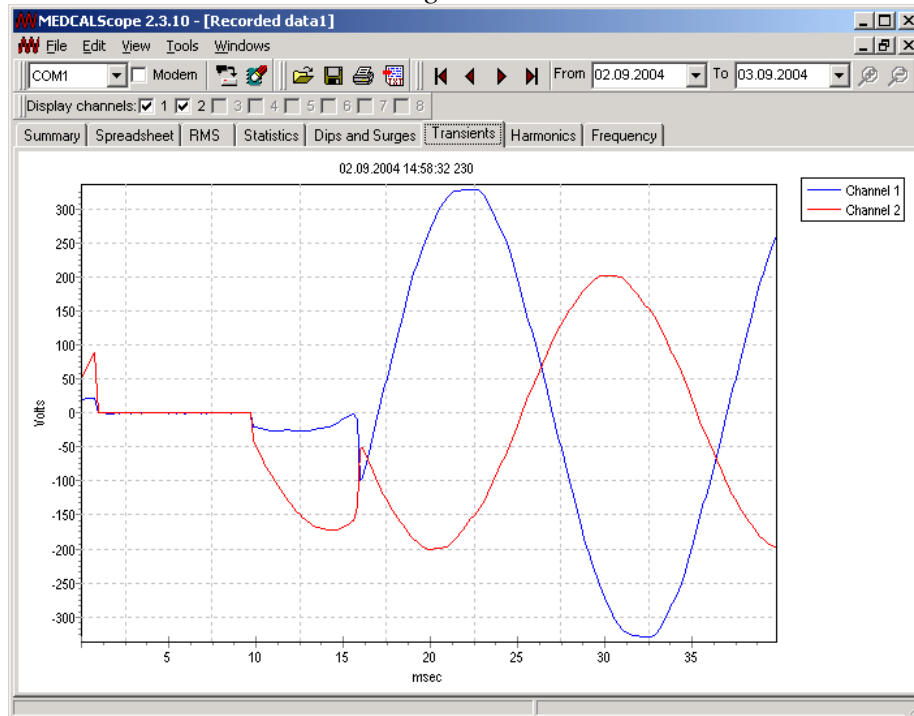 MEDCALScope 2.3.10 - [Recorded data1]
File Edit View Tools Windows
COM1 Modem From 02.09.2004 To 03.09.2004
Display channels: 1 2 3 4 5 6 7 8
Summary Spreadsheet RMS Statistics Dips and Surges Transients Harmonics Frequency
02.09.2004 14:58:32 230
Channel 1
Channel 2
300
250
200
150
100
50
0
-50
-100
-150
-200
-250
-300
Volts
5 10 15 20 25 30 35
msec